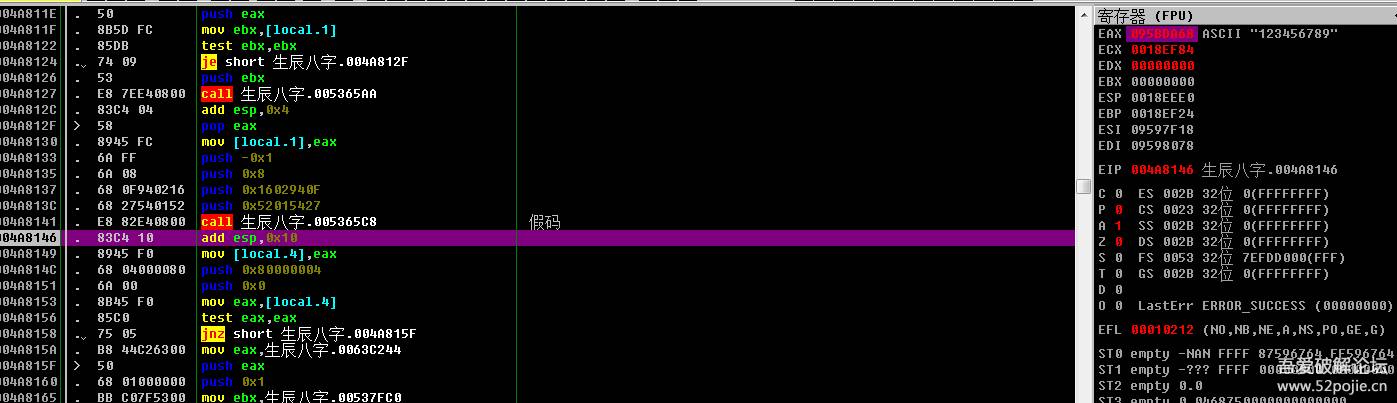 004A811E . 50 push eax
004A811F . 8B5D FC mov ebx,[local.1]
004A8122 . 85DB test ebx,ebx
004A8124 . 74 09 je short 生辰八字.004A812F
004A8126 . 53 push ebx
004A8127 . E8 7EE40800 call 生辰八字.005365AA
004A812C . 83C4 04 add esp,0x4
004A812F > 58 pop eax
004A8130 . 8945 FC mov [local.1],eax
004A8133 . 6A FF push -0x1
004A8135 . 6A 08 push 0x8
004A8137 . 68 0F940216 push 0x1602940F
004A813C . 68 27540152 push 0x52015427
004A8141 . E8 82E40800 call 生辰八字.005365C8 假码
004A8146 . 83C4 10 add esp,0x10
004A8149 . 8945 F0 mov [local.4],eax
004A814C . 68 04000080 push 0x80000004
004A8151 . 6A 00 push 0x0
004A8153 . 8B45 F0 mov eax,[local.4]
004A8156 . 85C0 test eax,eax
004A8158 . 75 05 jnz short 生辰八字.004A815F
004A815A . B8 44C26300 mov eax,生辰八字.0063C244
004A815F > 50 push eax
004A8160 . 68 01000000 push 0x1
004A8165 . BB C07F5300 mov ebx,生辰八字.00537FC0
寄存器 (FPU)
EAX 095BDA68 ASCII "123456789"
ECX 0018EF84
EDX 00000000
EBX 00000000
ESP 0018EEE0
EBP 0018EF24
ESI 09597F18
EDI 09598078
EIP 004A8146 生辰八字.004A8146
C 0 ES 002B 32位 0(FFFFFFFF)
P 0 CS 0023 32位 0(FFFFFFFF)
A 1 SS 002B 32位 0(FFFFFFFF)
Z 0 DS 002B 32位 0(FFFFFFFF)
S 0 FS 0053 32位 7EFDD000(FFF)
T 0 GS 002B 32位 0(FFFFFFFF)
D 0
O 0 LastErr ERROR_SUCCESS (00000000)
EFL 00010212 (NO,NB,NE,A,NS,PO,GE,G)
ST0 empty -NAN FFFF 87596764 FF596764
ST1 empty -??? FFFF
ST2 empty 0.0
ST3 empty 0.0468750000000000000
吾爱破解论坛
www.52pojie.cn